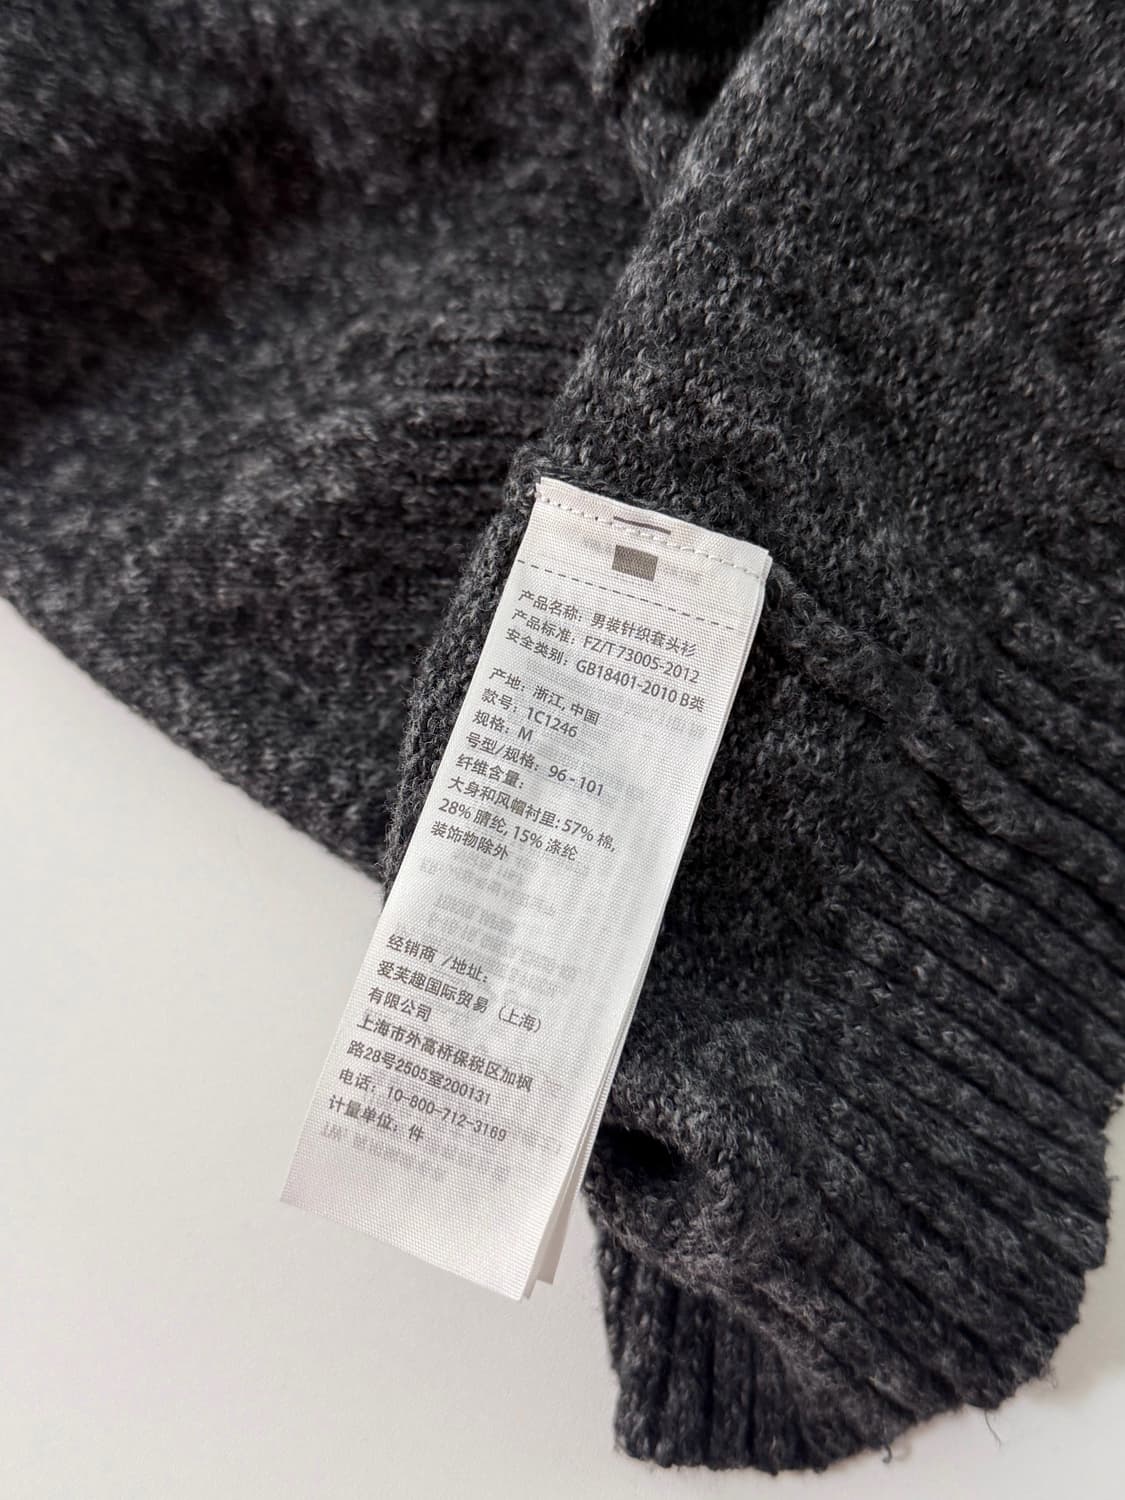 产品名称: 男装针织套头衫
产品标准: FZ/T 73005-2012
安全类别: GB18401-2010 B类
产地: 浙江, 中国
款号: 1C1246
规格: M
号型/规格: 96 - 101
纤维含量:
大身和风帽衬里: 57% 棉,
28% 腈纶, 15% 涤纶
装饰物除外
经销商 /地址:
爱芙趣国际贸易 (上海)
有限公司
上海市外高桥保税区加枫
路28号2505室200131
电话: 10-800-712-3169
计量单位: 件